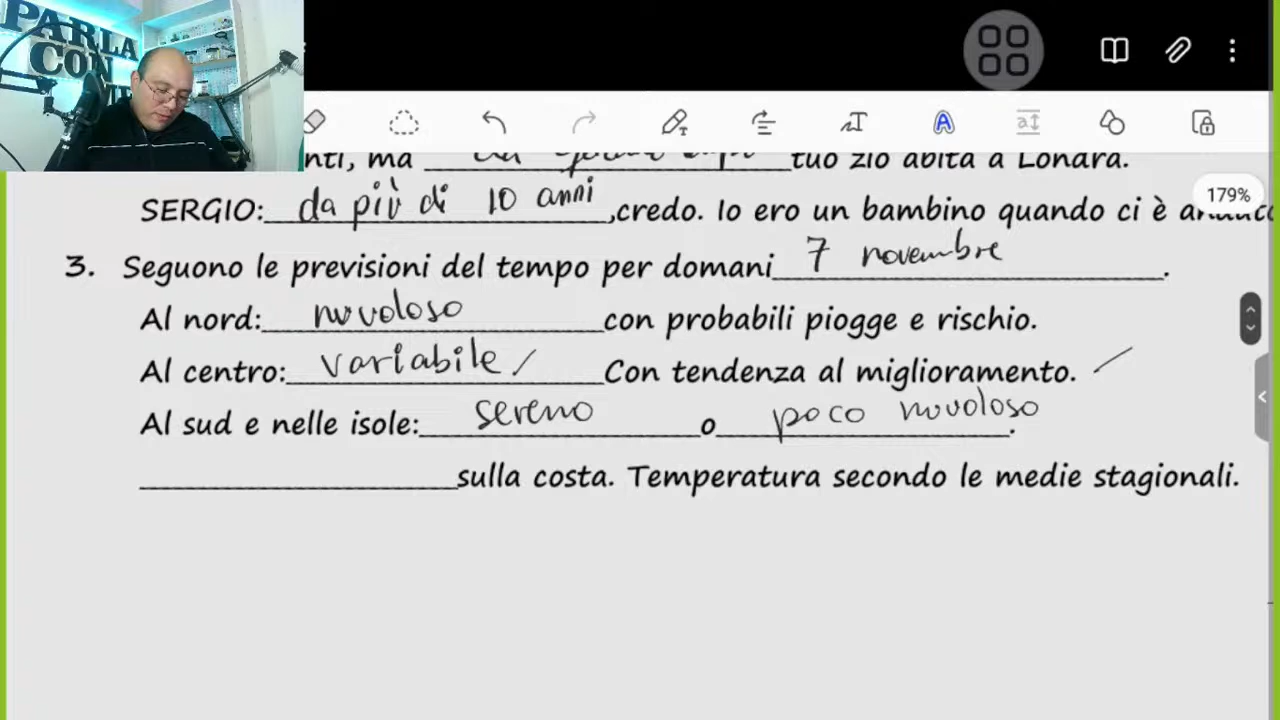 PARLA
CON
nti, ma tuo zio abita a Londra.
SERGIO: da più di 10 anni ,credo. Io ero un bambino quando ci è
179%
3. Seguono le previsioni del tempo per domani 7 novembre.
Al nord: nuvoloso con probabili piogge e rischio.
Al centro: variabile Con tendenza al miglioramento.
Al sud e nelle isole: sereno o poco nuvoloso.
sulla costa. Temperatura secondo le medie stagionali.